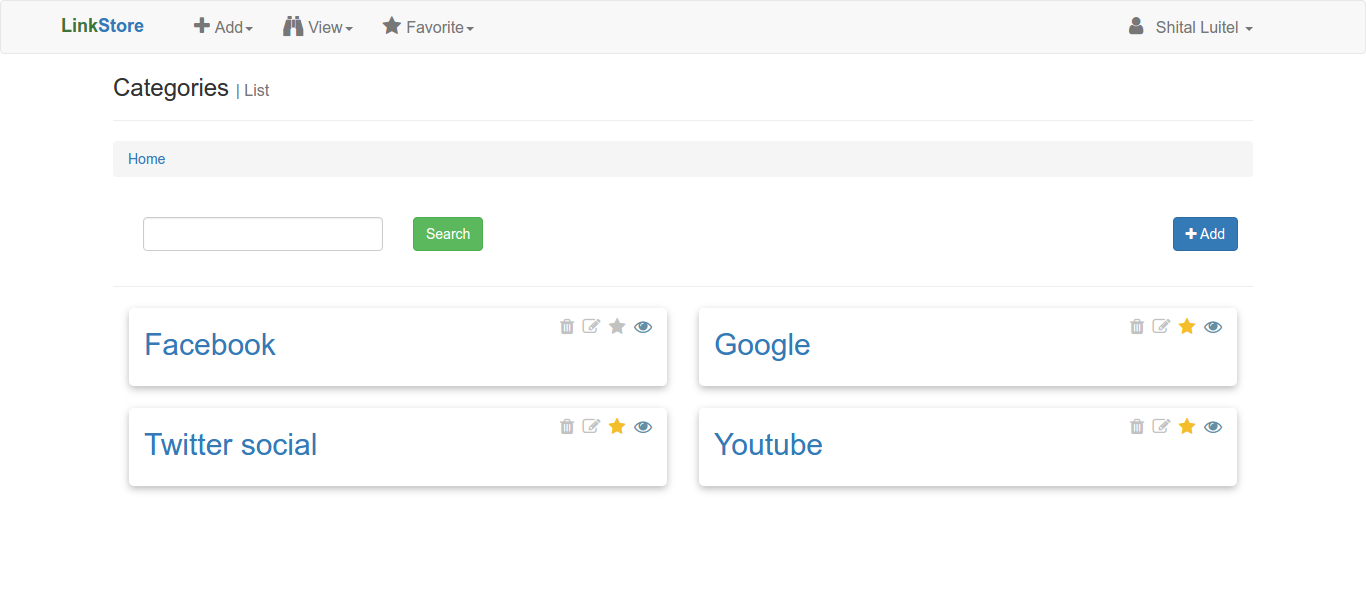 LinkStore Add View Favorite Shital Luitel
Categories | List
Home
Search Add
Facebook Google
Twitter social Youtube